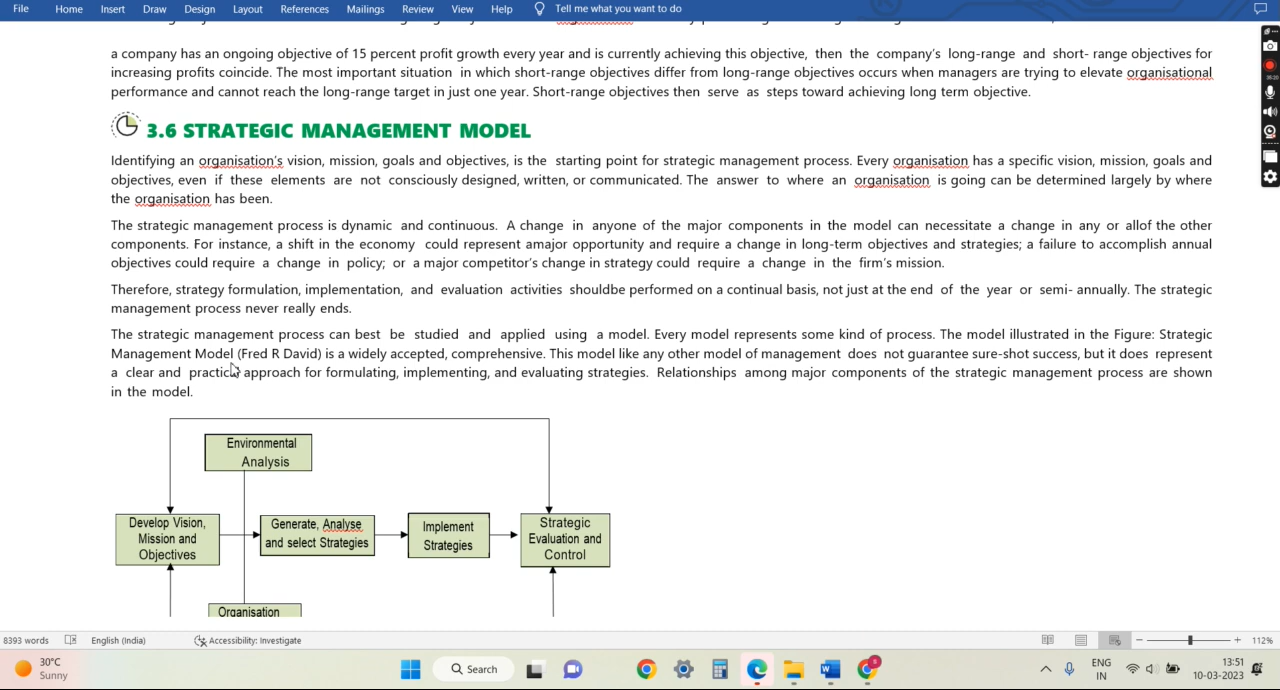 File Home Insert Draw Design Layout References Mailings Review View Help Tell me what you want to do
a company has an ongoing objective of 15 percent profit growth every year and is currently achieving this objective, then the company's long-range and short- range objectives for
increasing profits coincide. The most important situation in which short-range objectives differ from long-range objectives occurs when managers are trying to elevate organisational
performance and cannot reach the long-range target in just one year. Short-range objectives then serve as steps toward achieving long term objective.
3.6 STRATEGIC MANAGEMENT MODEL
Identifying an organisation's vision, mission, goals and objectives, is the starting point for strategic management process. Every organisation has a specific vision, mission, goals and
objectives, even if these elements are not consciously designed, written, or communicated. The answer to where an organisation is going can be determined largely by where
the organisation has been.
The strategic management process is dynamic and continuous. A change in anyone of the major components in the model can necessitate a change in any or allof the other
components. For instance, a shift in the economy could represent amajor opportunity and require a change in long-term objectives and strategies; a failure to accomplish annual
objectives could require a change in policy; or a major competitor's change in strategy could require a change in the firm's mission.
Therefore, strategy formulation, implementation, and evaluation activities shouldbe performed on a continual basis, not just at the end of the year or semi- annually. The strategic
management process never really ends.
The strategic management process can best be studied and applied using a model. Every model represents some kind of process. The model illustrated in the Figure: Strategic
Management Model (Fred R David) is a widely accepted, comprehensive. This model like any other model of management does not guarantee sure-shot success, but it does represent
a clear and practical approach for formulating, implementing, and evaluating strategies. Relationships among major components of the strategic management process are shown
in the model.
Environmental
Analysis
Develop Vision,
Mission and
Objectives
Generate, Analyse
and select Strategies
Implement
Strategies
Strategic
Evaluation and
Control
Organisation
8393 words English (India) Accessibility: Investigate 112%
30°C
Sunny
Search
ENG
IN
13:51
10-03-2023